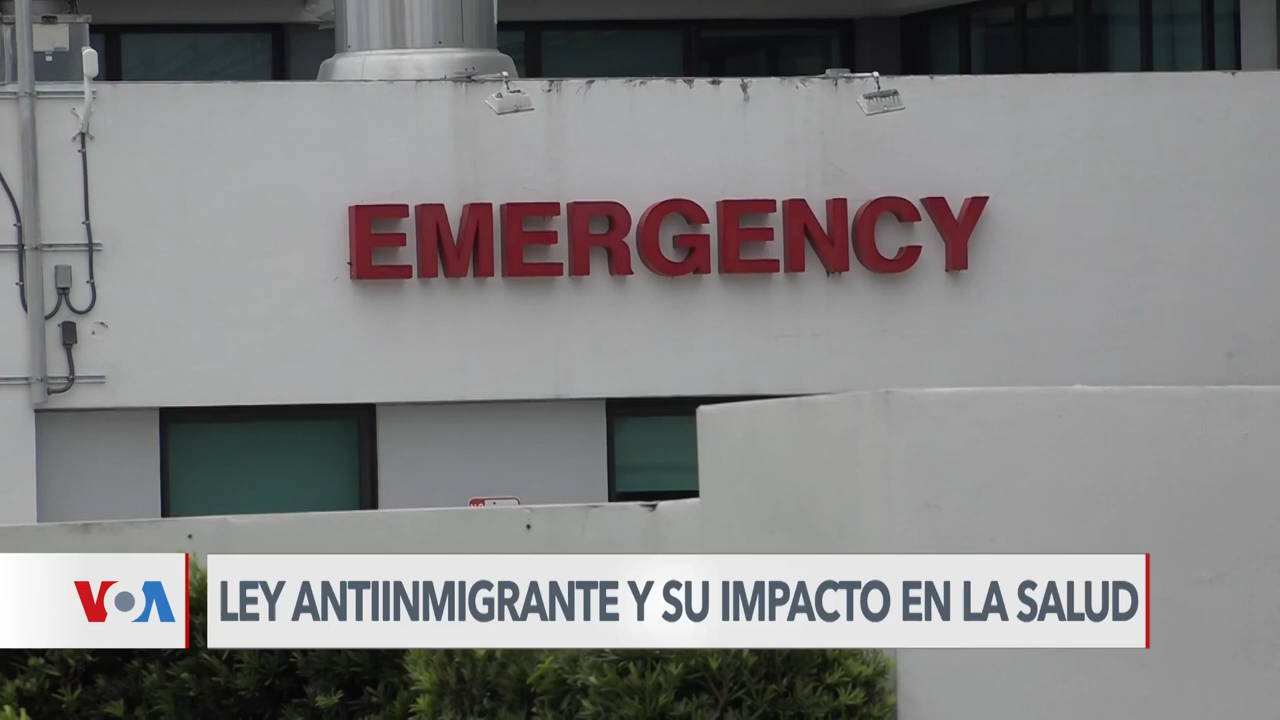 EMERGENCY
VOA
LEY ANTIINMIGRANTE Y SU IMPACTO EN LA SALUD